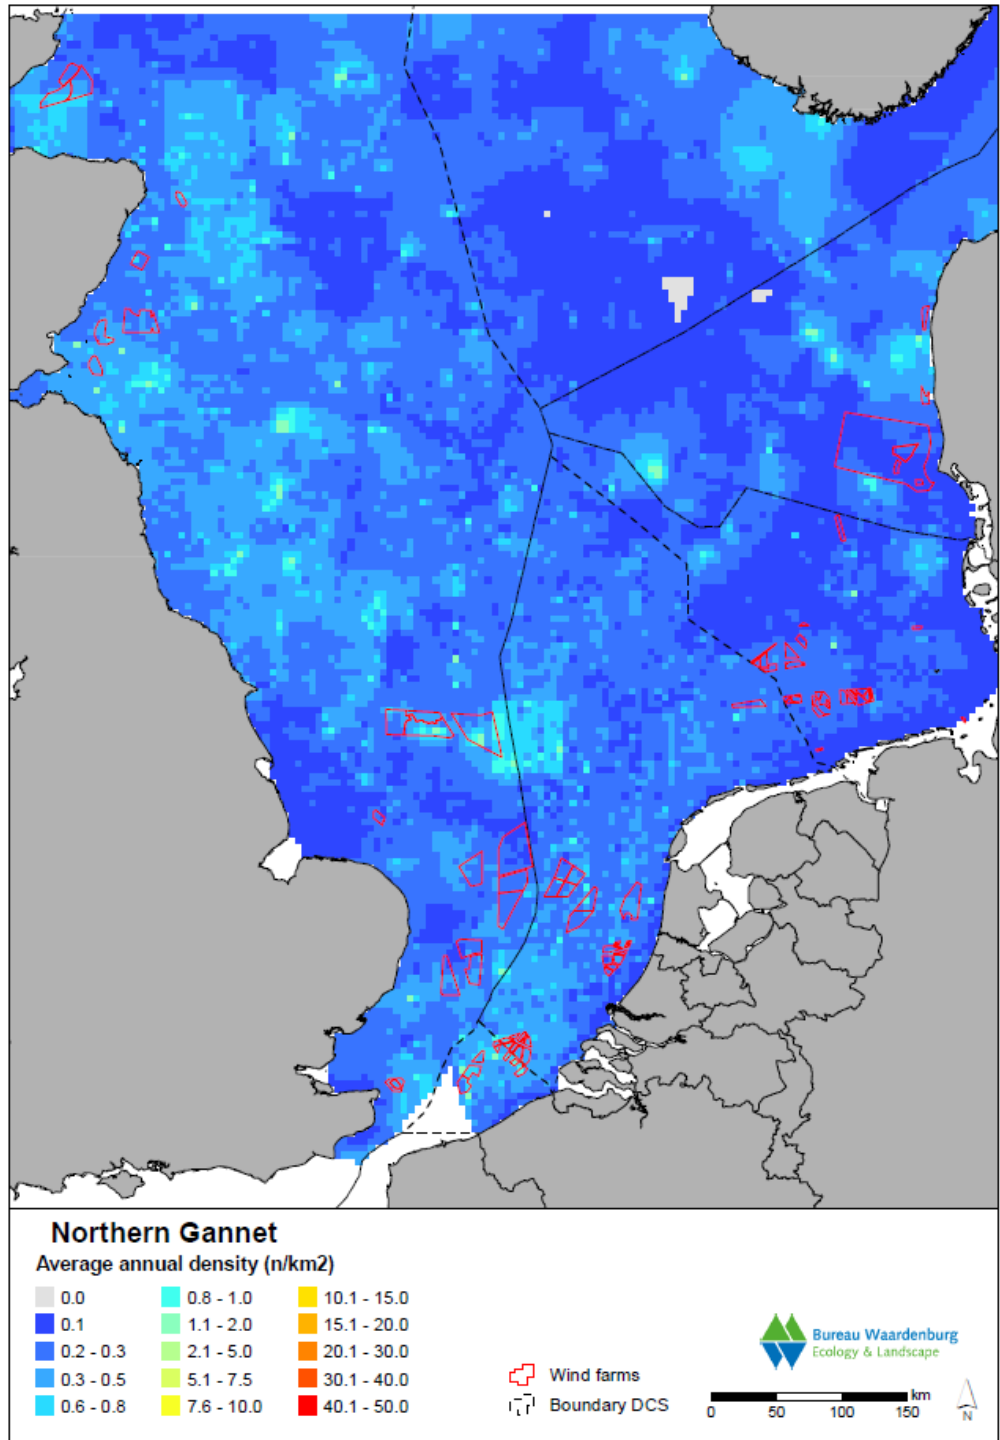 Northern Gannet
Average annual density (n/km2)
0.0
0.1
0.2 - 0.3
0.3 - 0.5
0.6 - 0.8
0.8 - 1.0
1.1 - 2.0
2.1 - 5.0
5.1 - 7.5
7.6 - 10.0
10.1 - 15.0
15.1 - 20.0
20.1 - 30.0
30.1 - 40.0
40.1 - 50.0
Wind farms
Boundary DCS
Bureau Waardenburg
Ecology & Landscape
km
0 50 100 150
N